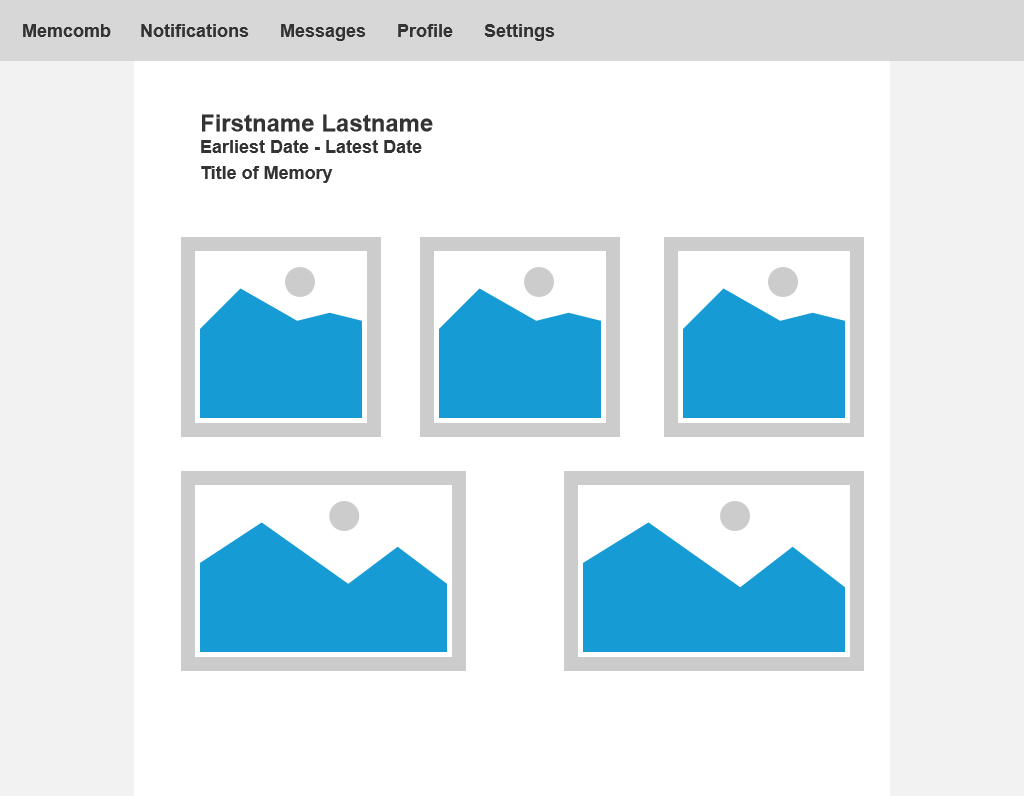 Memcomb Notifications Messages Profile Settings
Firstname Lastname
Earliest Date - Latest Date
Title of Memory